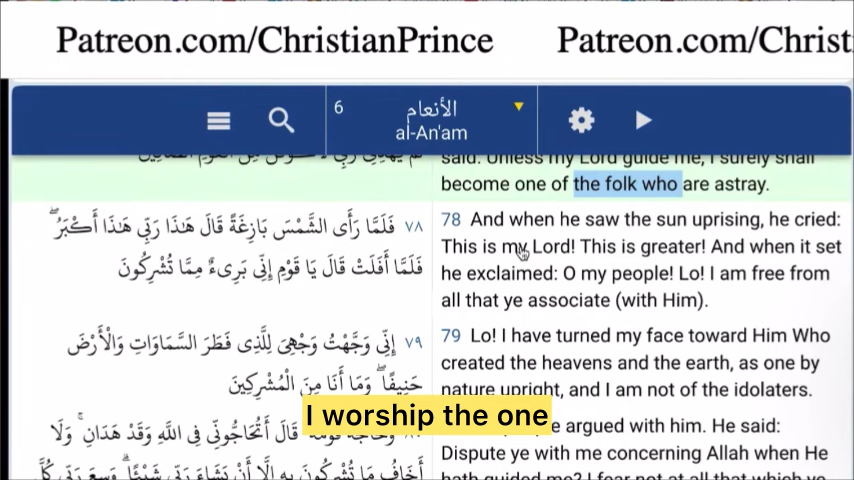 Patreon.com/ChristianPrince Patreon.com/Christ
6 الأنعام
al-An'am
said: Unless my Lord guide me, I surely shall
become one of the folk who are astray.
٧٨ فَلَمَّا رَأَى الشَّمْسَ بَازِغَةً قَالَ هَٰذَا رَبِّي هَٰذَا أَكْبَرُ ۖ
فَلَمَّا أَفَلَتْ قَالَ يَا قَوْمِ إِنِّي بَرِيءٌ مِمَّا تُشْرِكُونَ
78 And when he saw the sun uprising, he cried:
This is my Lord! This is greater! And when it set
he exclaimed: O my people! Lo! I am free from
all that ye associate (with Him).
٧٩ إِنِّي وَجَّهْتُ وَجْهِيَ لِلَّذِي فَطَرَ السَّمَاوَاتِ وَالْأَرْضَ
حَنِيفًا ۖ وَمَا أَنَا مِنَ الْمُشْرِكِينَ
79 Lo! I have turned my face toward Him Who
created the heavens and the earth, as one by
nature upright, and I am not of the idolaters.
قَالَ أَتُحَاجُّونِّي فِي اللَّهِ وَقَدْ هَدَانِ ۚ وَلَا
أَخَافُ مَا تُشْرِكُونَ بِهِ إِلَّا أَنْ يَشَاءَ رَبِّي شَيْئًا ۗ وَسِعَ رَبِّي كُلَّ
argued with him. He said:
Dispute ye with me concerning Allah when He
hath guided me? I fear not at all that which ye
I worship the one